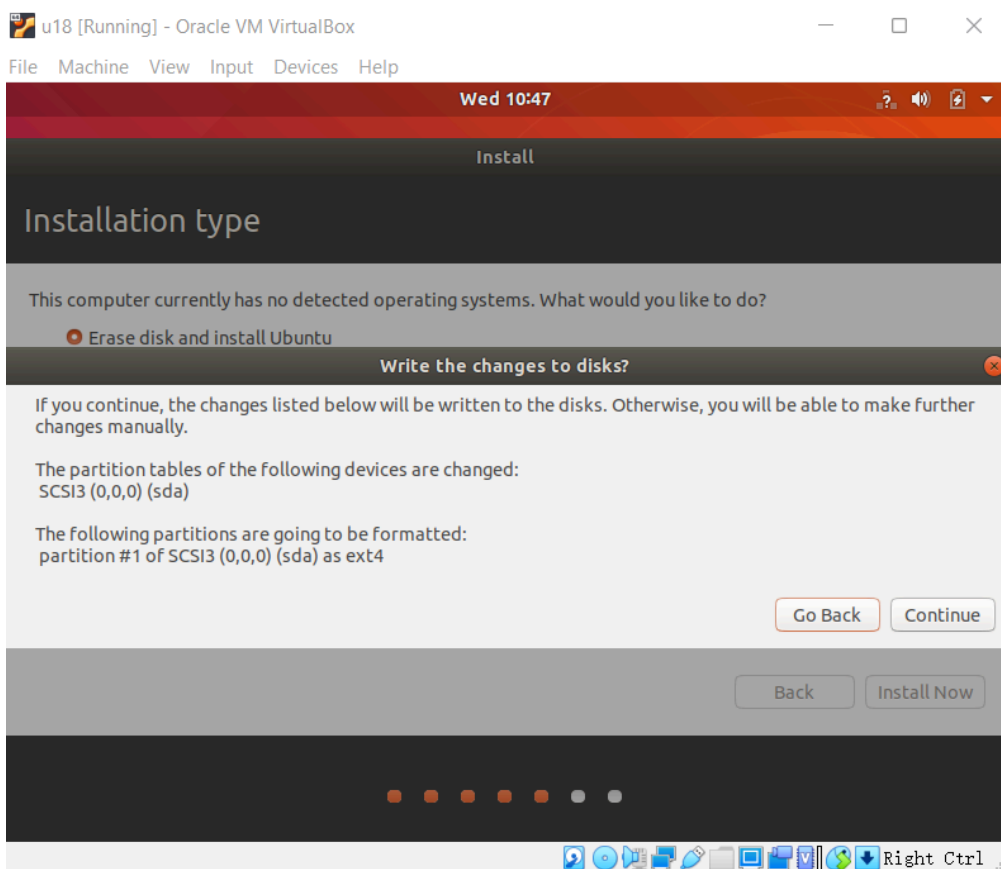 u18 [Running] - Oracle VM VirtualBox
File Machine View Input Devices Help
Wed 10:47
Install
Installation type
This computer currently has no detected operating systems. What would you like to do?
Erase disk and install Ubuntu
Write the changes to disks?
If you continue, the changes listed below will be written to the disks. Otherwise, you will be able to make further
changes manually.
The partition tables of the following devices are changed:
SCSI3 (0,0,0) (sda)
The following partitions are going to be formatted:
partition #1 of SCSI3 (0,0,0) (sda) as ext4
Go Back Continue
Back Install Now
Right Ctrl